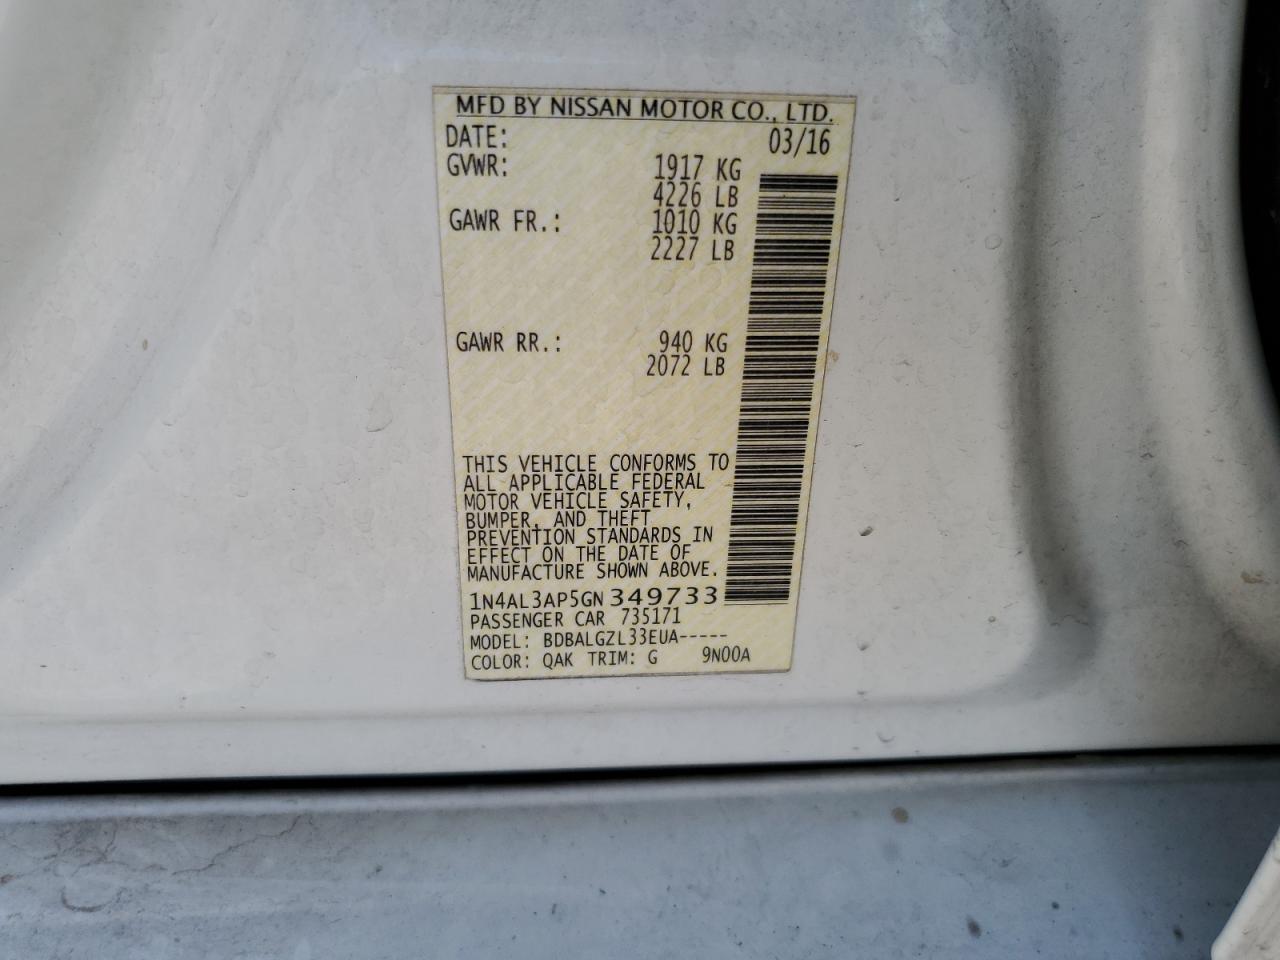 MFD BY NISSAN MOTOR CO., LTD.
DATE: 03/16
GVWR: 1917 KG
4226 LB
GAWR FR.: 1010 KG
2227 LB
GAWR RR.: 940 KG
2072 LB
THIS VEHICLE CONFORMS TO
ALL APPLICABLE FEDERAL
MOTOR VEHICLE SAFETY,
BUMPER, AND THEFT
PREVENTION STANDARDS IN
EFFECT ON THE DATE OF
MANUFACTURE SHOWN ABOVE.
1N4AL3AP5GN349733
PASSENGER CAR 735171
MODEL: BDBALGZL33EUA-----
COLOR: QAK TRIM: G 9N00A